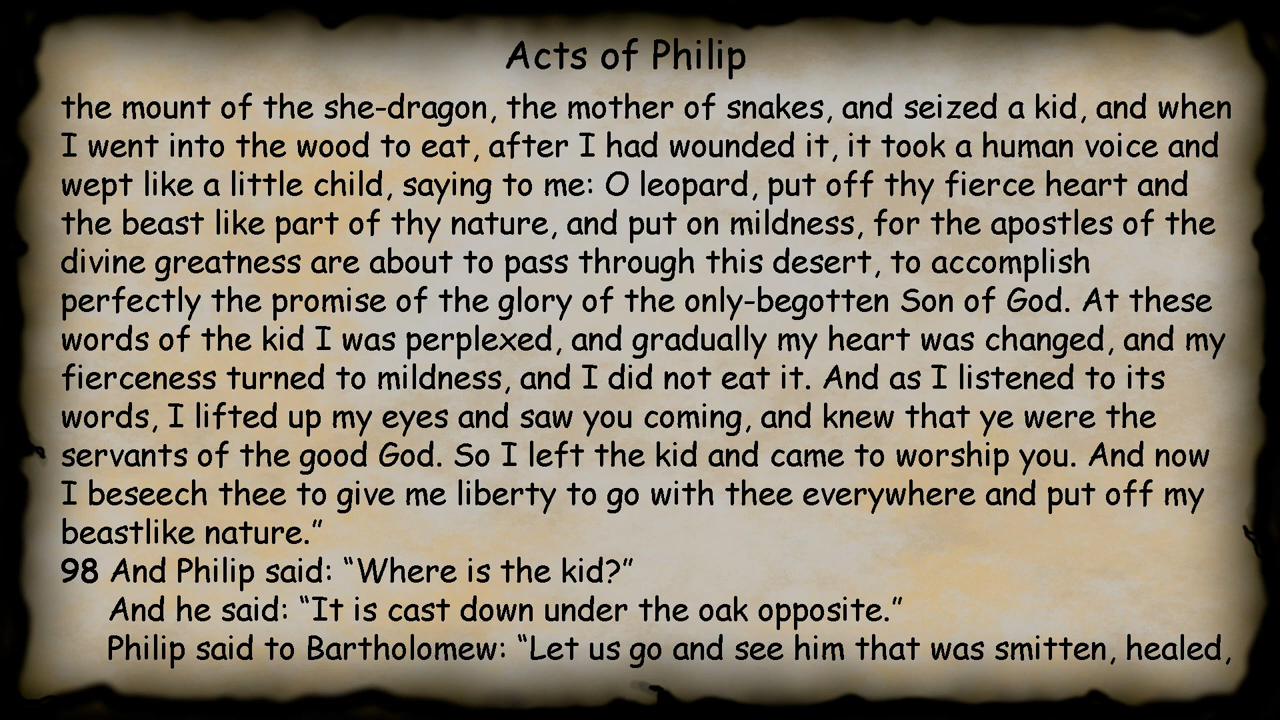 Acts of Philip
the mount of the she-dragon, the mother of snakes, and seized a kid, and when
I went into the wood to eat, after I had wounded it, it took a human voice and
wept like a little child, saying to me: O leopard, put off thy fierce heart and
the beast like part of thy nature, and put on mildness, for the apostles of the
divine greatness are about to pass through this desert, to accomplish
perfectly the promise of the glory of the only-begotten Son of God. At these
words of the kid I was perplexed, and gradually my heart was changed, and my
fierceness turned to mildness, and I did not eat it. And as I listened to its
words, I lifted up my eyes and saw you coming, and knew that ye were the
servants of the good God. So I left the kid and came to worship you. And now
I beseech thee to give me liberty to go with thee everywhere and put off my
beastlike nature.”
98 And Philip said: “Where is the kid?”
And he said: “It is cast down under the oak opposite.”
Philip said to Bartholomew: “Let us go and see him that was smitten, healed,